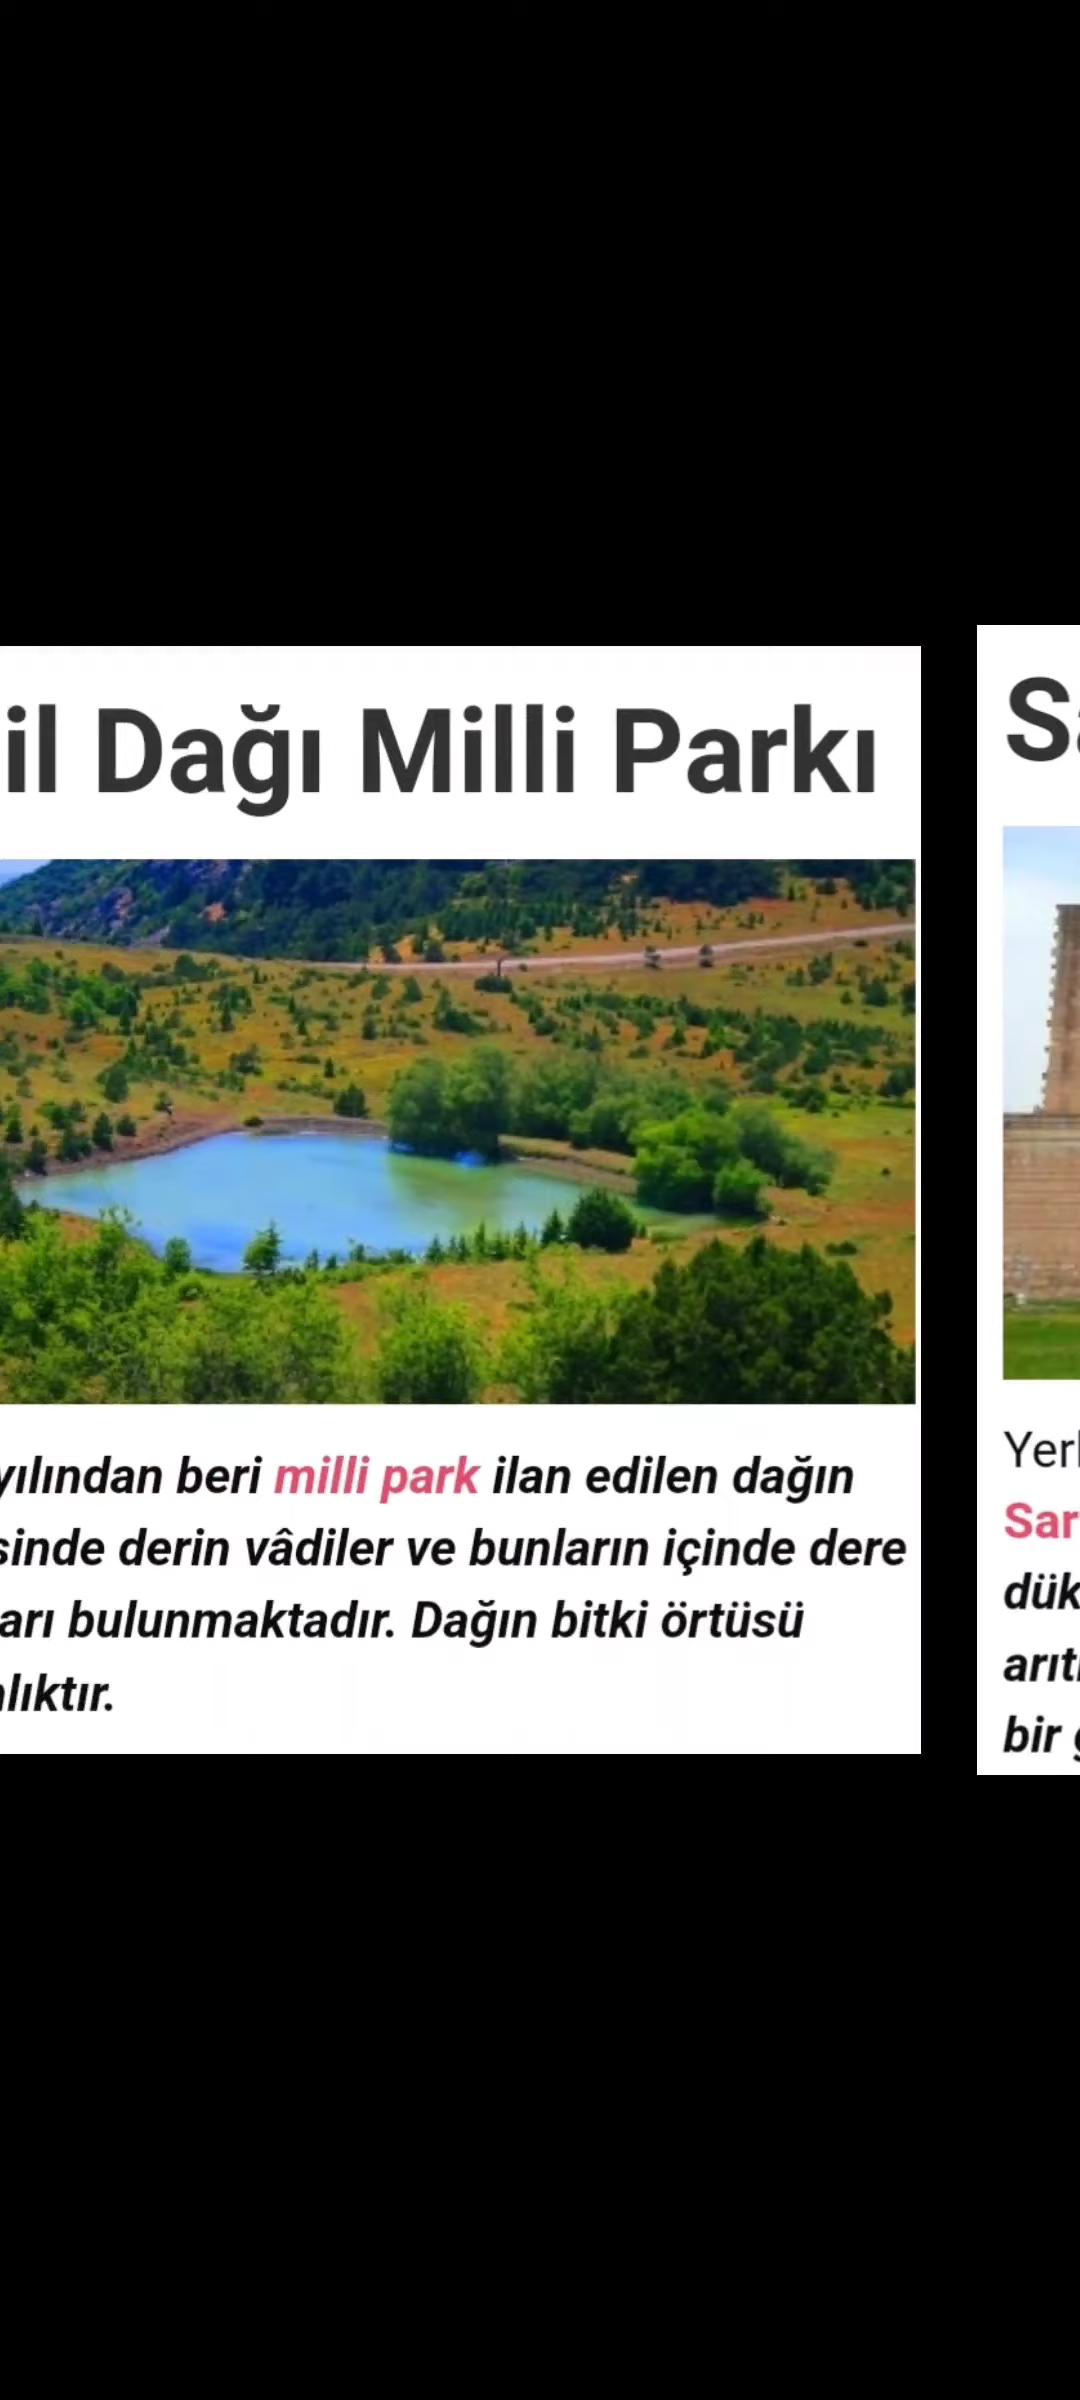 il Dağı Milli Parkı
yılından beri milli park ilan edilen dağın
sinde derin vâdiler ve bunların içinde dere
arı bulunmaktadır. Dağın bitki örtüsü
lıktır.
Sa
Yer
Sar
dük
arıt
bir